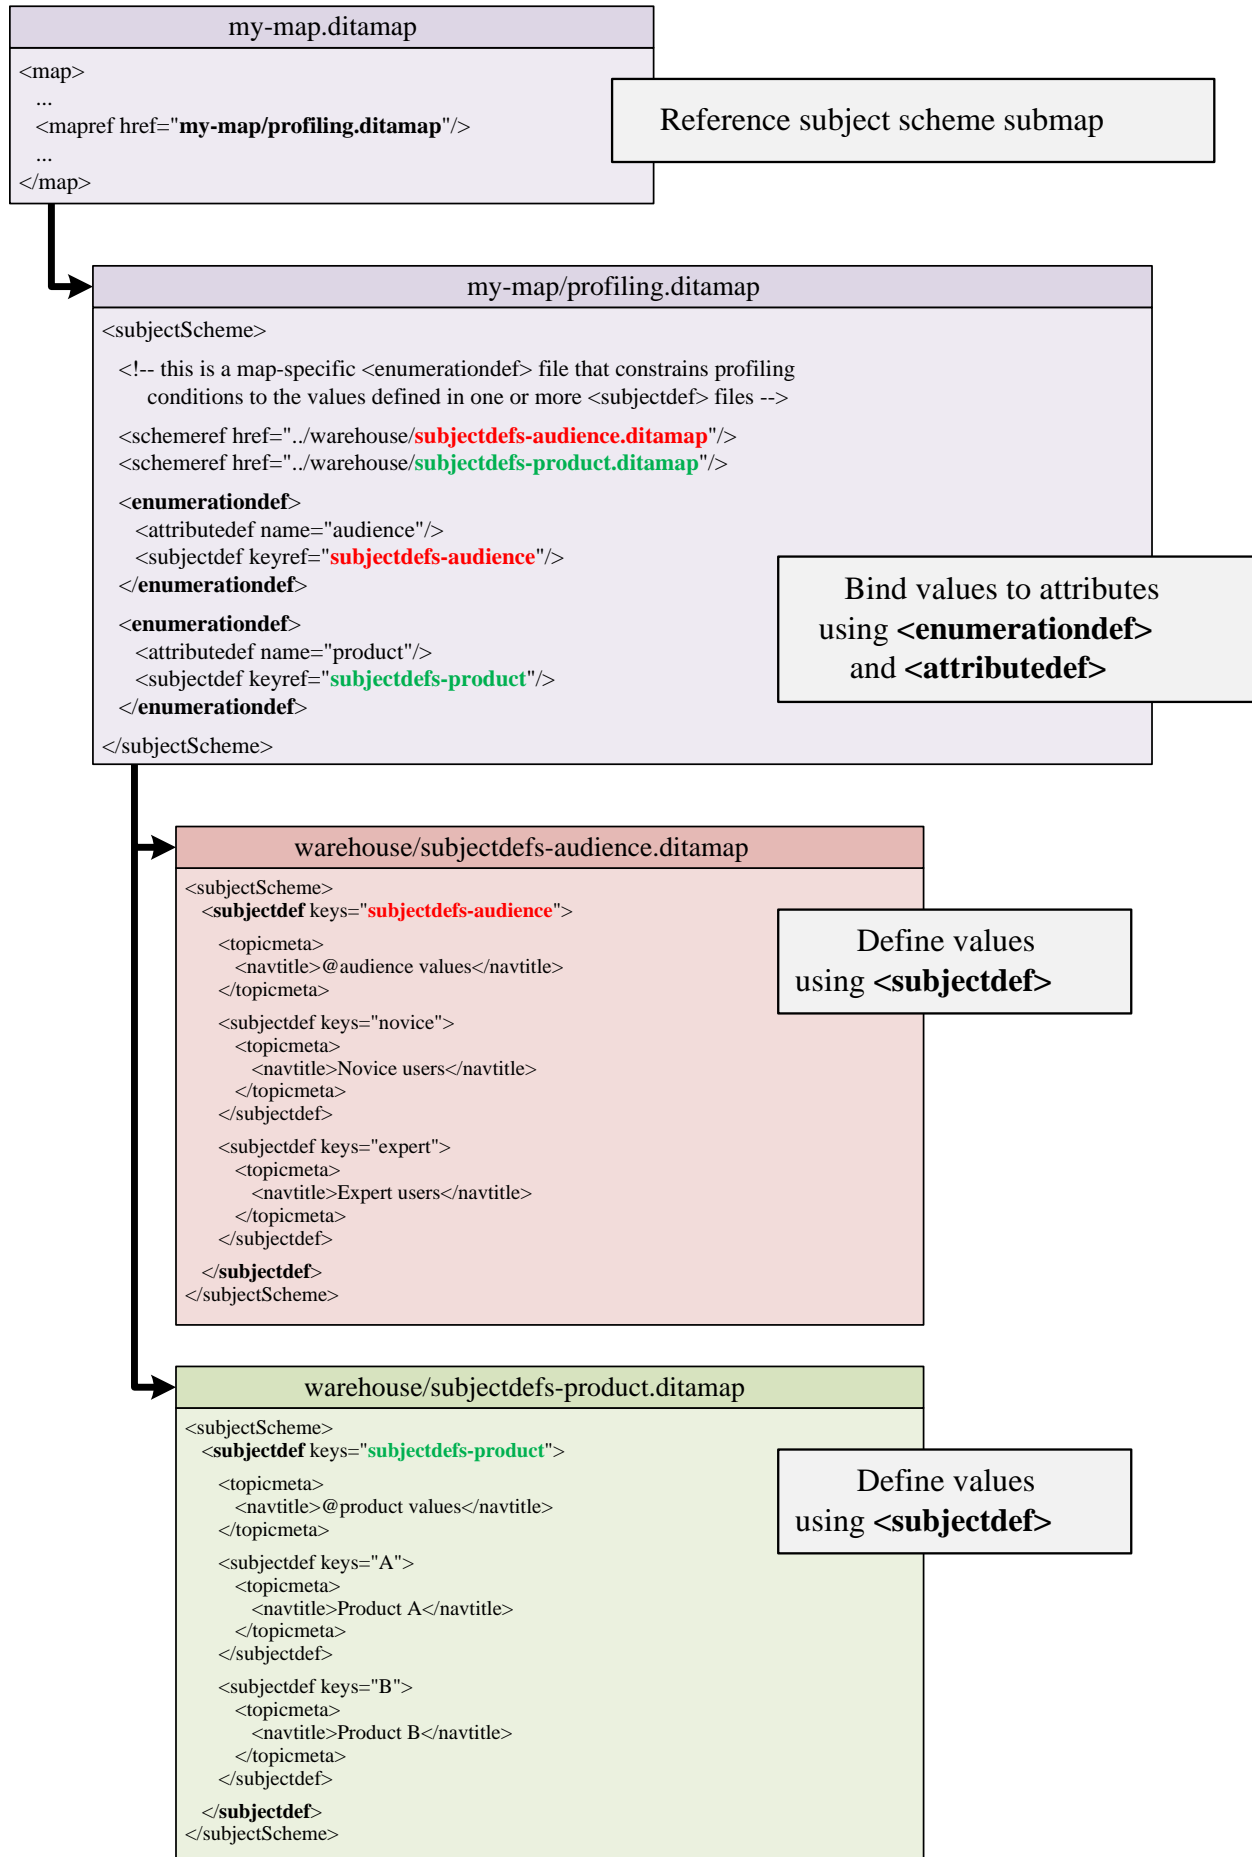 my-map.ditamap
<map>
...
<mapref href="my-map/profiling.ditamap"/>
...
</map>
Reference subject scheme submap
my-map/profiling.ditamap
<subjectScheme>
<!-- this is a map-specific <enumerationdef> file that constrains profiling
conditions to the values defined in one or more <subjectdef> files -->
<schemeref href="../warehouse/subjectdefs-audience.ditamap"/>
<schemeref href="../warehouse/subjectdefs-product.ditamap"/>
<enumerationdef>
<attributedef name="audience"/>
<subjectdef keyref="subjectdefs-audience"/>
</enumerationdef>
<enumerationdef>
<attributedef name="product"/>
<subjectdef keyref="subjectdefs-product"/>
</enumerationdef>
</subjectScheme>
Bind values to attributes
using <enumerationdef>
and <attributedef>
warehouse/subjectdefs-audience.ditamap
<subjectScheme>
<subjectdef keys="subjectdefs-audience">
<topicmeta>
<navtitle>@audience values</navtitle>
</topicmeta>
<subjectdef keys="novice">
<topicmeta>
<navtitle>Novice users</navtitle>
</topicmeta>
</subjectdef>
<subjectdef keys="expert">
<topicmeta>
<navtitle>Expert users</navtitle>
</topicmeta>
</subjectdef>
</subjectdef>
</subjectScheme>
Define values
using <subjectdef>
warehouse/subjectdefs-product.ditamap
<subjectScheme>
<subjectdef keys="subjectdefs-product">
<topicmeta>
<navtitle>@product values</navtitle>
</topicmeta>
<subjectdef keys="A">
<topicmeta>
<navtitle>Product A</navtitle>
</topicmeta>
</subjectdef>
<subjectdef keys="B">
<topicmeta>
<navtitle>Product B</navtitle>
</topicmeta>
</subjectdef>
</subjectdef>
</subjectScheme>
Define values
using <subjectdef>